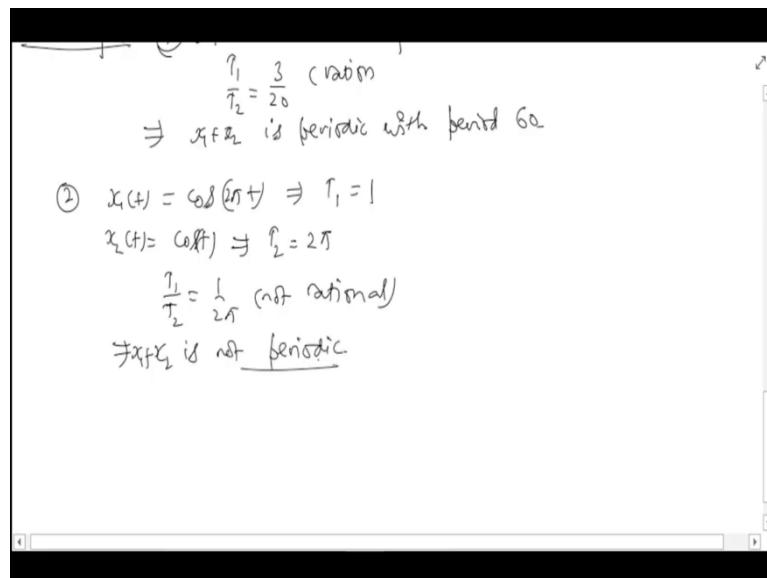 T₁/T₂ = 3/20 (ration
⇒ x₁+x₂ is periodic with period 60
② x₁(t) = cos(2πt) ⇒ T₁ = 1
x₂(t) = cos(t) ⇒ T₂ = 2π
T₁/T₂ = 1/2π (not rational)
⇒ x₁+x₂ is not periodic.